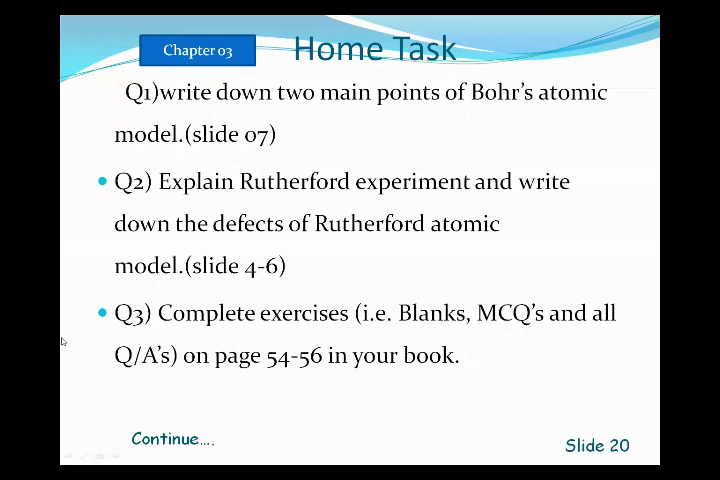 Chapter 03
Home Task
Q1)write down two main points of Bohr's atomic
model.(slide 07)
Q2) Explain Rutherford experiment and write
down the defects of Rutherford atomic
model.(slide 4-6)
Q3) Complete exercises (i.e. Blanks, MCQ's and all
Q/A's) on page 54-56 in your book.
Continue....
Slide 20